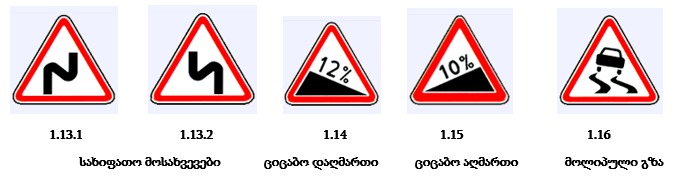 12% 10%
1.13.1 1.13.2 1.14 1.15 1.16
სახიფათო მოსახვევები ციცაბო დაღმართი ციცაბო აღმართი მოლიპული გზა